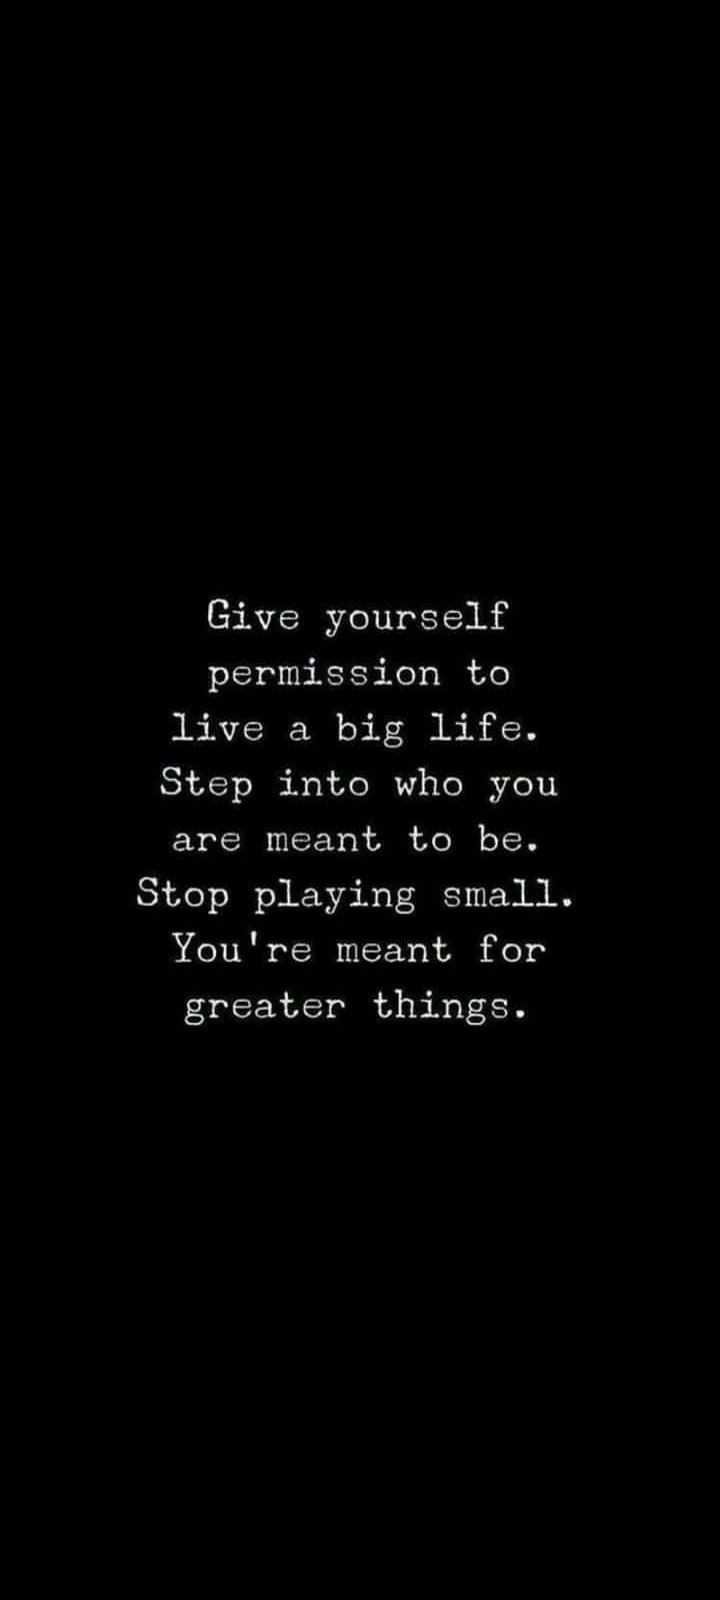 Give yourself
permission to
live a big life.
Step into who you
are meant to be.
Stop playing small.
You're meant for
greater things.